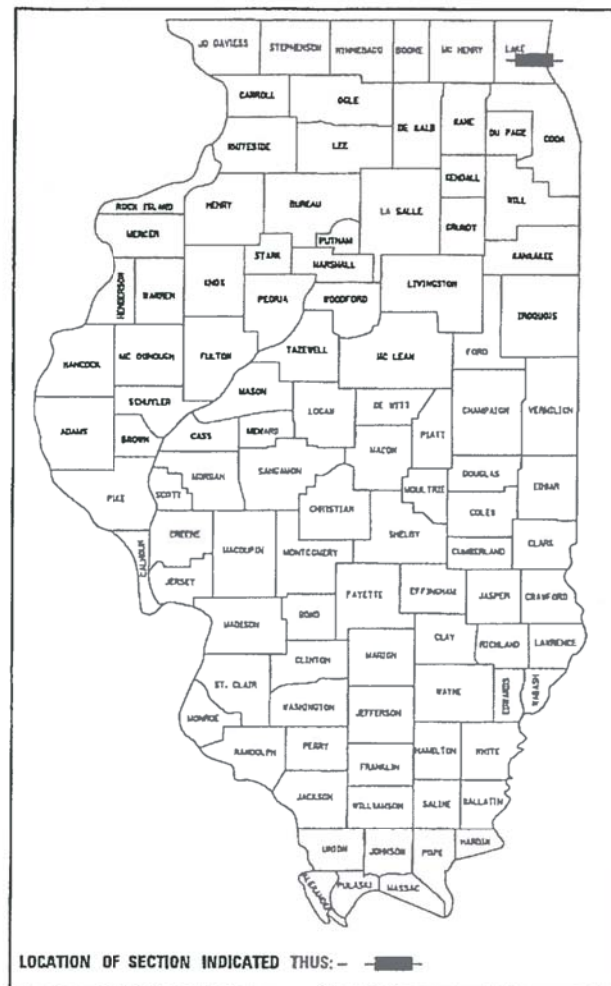 JO DAVIESS STEPHENSON WINNEBAGO BOONE MC HENRY LAKE
CARROLL OGLE DE KALB KANE DU PAGE COOK
WHITESIDE LEE
KENDALL
ROCK ISLAND HENRY BUREAU LA SALLE GRUNDY WILL
MERCER PUTNAM
STARK MARSHALL KANKAKEE
HENDERSON WARREN KNOX PEORIA WOODFORD LIVINGSTON IROQUOIS
HANCOCK MC DONOUGH FULTON TAZEWELL MC LEAN FORD
SCHUYLER MASON LOGAN DE WITT CHAMPAIGN VERMILION
ADAMS BROWN CASS MENARD MACON PIATT
PIKE SCOTT MORGAN SANGAMON MOULTRIE DOUGLAS EDGAR
CHRISTIAN COLES
CALHOUN GREENE MACOUPIN MONTGOMERY SHELBY CUMBERLAND CLARK
JERSEY BOND FAYETTE EFFINGHAM JASPER CRAWFORD
MADISON CLAY RICHLAND LAWRENCE
CLINTON MARION
ST. CLAIR WASHINGTON JEFFERSON WAYNE EDWARDS WABASH
MONROE
RANDOLPH PERRY FRANKLIN HAMILTON WHITE
JACKSON WILLIAMSON SALINE GALLATIN
UNION JOHNSON POPE HARDIN
ALEXANDER PULASKI MASSAC
LOCATION OF SECTION INDICATED THUS: -